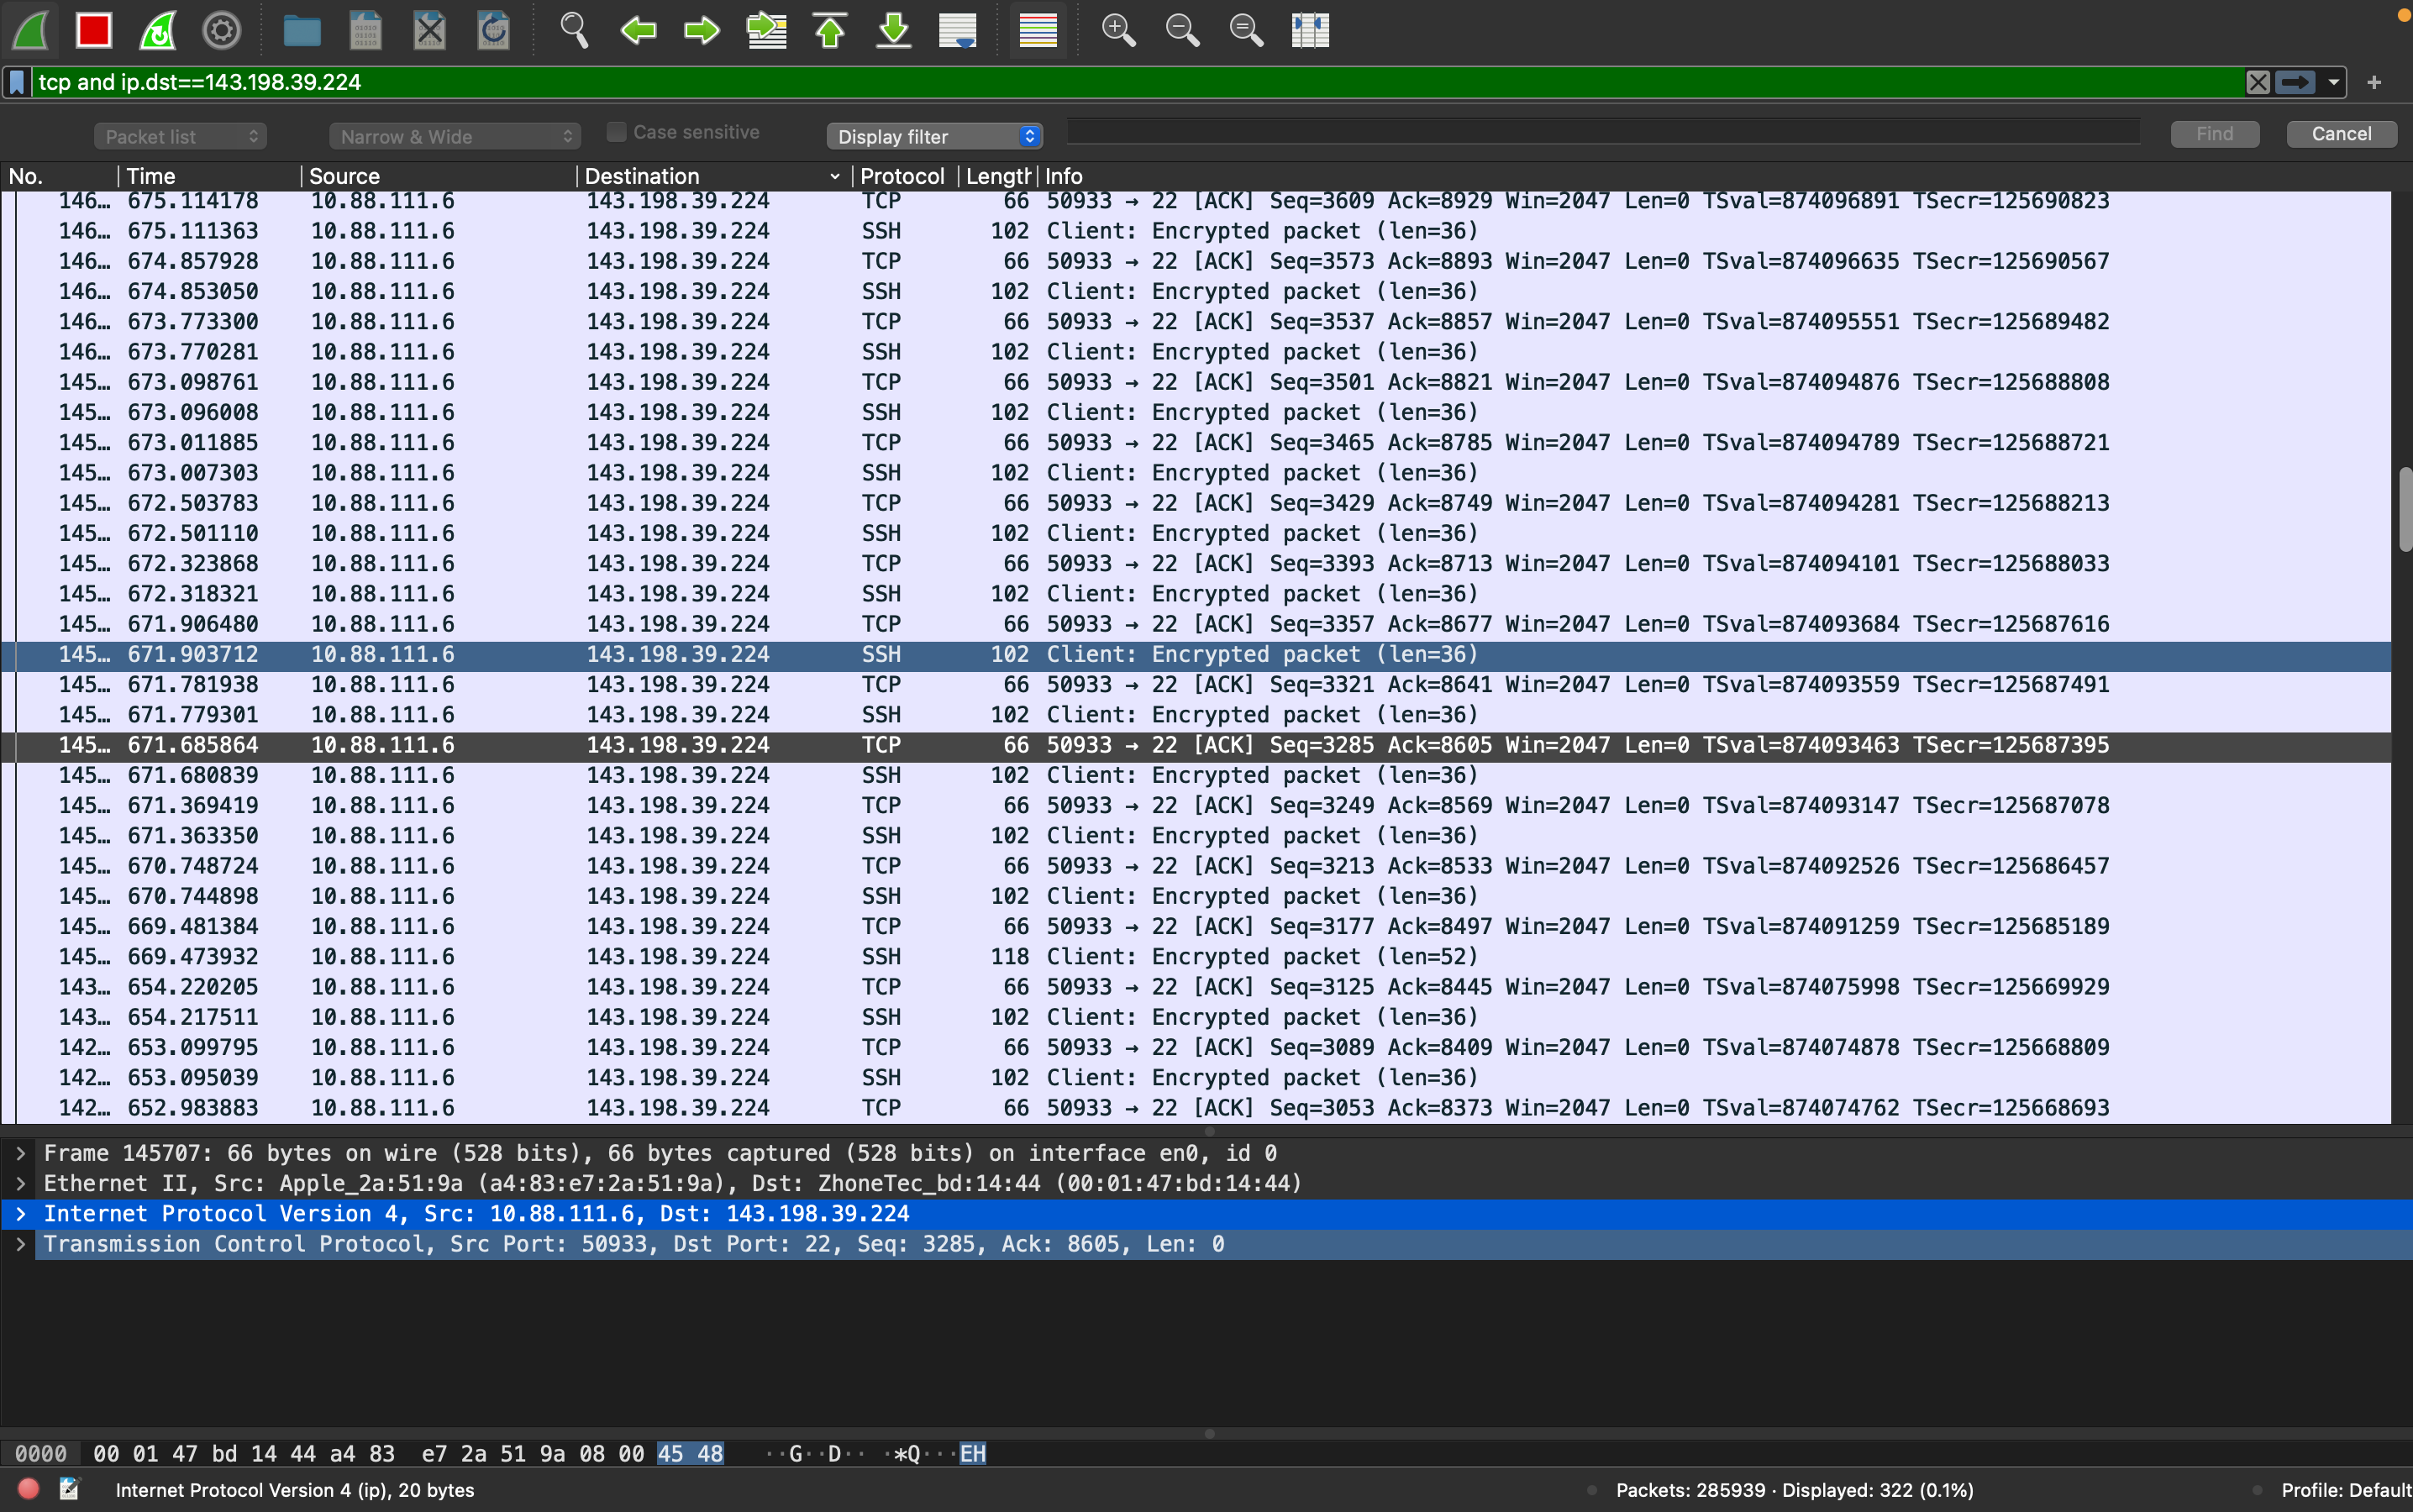 tcp and ip.dst==143.198.39.224
Packet list Narrow & Wide Case sensitive Display filter Find Cancel
No. Time Source Destination Protocol Length Info
146… 675.114178 10.88.111.6 143.198.39.224 TCP 66 50933 → 22 [ACK] Seq=3609 Ack=8929 Win=2047 Len=0 TSval=874096891 TSecr=125690823
146… 675.111363 10.88.111.6 143.198.39.224 SSH 102 Client: Encrypted packet (len=36)
146… 674.857928 10.88.111.6 143.198.39.224 TCP 66 50933 → 22 [ACK] Seq=3573 Ack=8893 Win=2047 Len=0 TSval=874096635 TSecr=125690567
146… 674.853050 10.88.111.6 143.198.39.224 SSH 102 Client: Encrypted packet (len=36)
146… 673.773300 10.88.111.6 143.198.39.224 TCP 66 50933 → 22 [ACK] Seq=3537 Ack=8857 Win=2047 Len=0 TSval=874095551 TSecr=125689482
146… 673.770281 10.88.111.6 143.198.39.224 SSH 102 Client: Encrypted packet (len=36)
145… 673.098761 10.88.111.6 143.198.39.224 TCP 66 50933 → 22 [ACK] Seq=3501 Ack=8821 Win=2047 Len=0 TSval=874094876 TSecr=125688808
145… 673.096008 10.88.111.6 143.198.39.224 SSH 102 Client: Encrypted packet (len=36)
145… 673.011885 10.88.111.6 143.198.39.224 TCP 66 50933 → 22 [ACK] Seq=3465 Ack=8785 Win=2047 Len=0 TSval=874094789 TSecr=125688721
145… 673.007303 10.88.111.6 143.198.39.224 SSH 102 Client: Encrypted packet (len=36)
145… 672.503783 10.88.111.6 143.198.39.224 TCP 66 50933 → 22 [ACK] Seq=3429 Ack=8749 Win=2047 Len=0 TSval=874094281 TSecr=125688213
145… 672.501110 10.88.111.6 143.198.39.224 SSH 102 Client: Encrypted packet (len=36)
145… 672.323868 10.88.111.6 143.198.39.224 TCP 66 50933 → 22 [ACK] Seq=3393 Ack=8713 Win=2047 Len=0 TSval=874094101 TSecr=125688033
145… 672.318321 10.88.111.6 143.198.39.224 SSH 102 Client: Encrypted packet (len=36)
145… 671.906480 10.88.111.6 143.198.39.224 TCP 66 50933 → 22 [ACK] Seq=3357 Ack=8677 Win=2047 Len=0 TSval=874093684 TSecr=125687616
145… 671.903712 10.88.111.6 143.198.39.224 SSH 102 Client: Encrypted packet (len=36)
145… 671.781938 10.88.111.6 143.198.39.224 TCP 66 50933 → 22 [ACK] Seq=3321 Ack=8641 Win=2047 Len=0 TSval=874093559 TSecr=125687491
145… 671.779301 10.88.111.6 143.198.39.224 SSH 102 Client: Encrypted packet (len=36)
145… 671.685864 10.88.111.6 143.198.39.224 TCP 66 50933 → 22 [ACK] Seq=3285 Ack=8605 Win=2047 Len=0 TSval=874093463 TSecr=125687395
145… 671.680839 10.88.111.6 143.198.39.224 SSH 102 Client: Encrypted packet (len=36)
145… 671.369419 10.88.111.6 143.198.39.224 TCP 66 50933 → 22 [ACK] Seq=3249 Ack=8569 Win=2047 Len=0 TSval=874093147 TSecr=125687078
145… 671.363350 10.88.111.6 143.198.39.224 SSH 102 Client: Encrypted packet (len=36)
145… 670.748724 10.88.111.6 143.198.39.224 TCP 66 50933 → 22 [ACK] Seq=3213 Ack=8533 Win=2047 Len=0 TSval=874092526 TSecr=125686457
145… 670.744898 10.88.111.6 143.198.39.224 SSH 102 Client: Encrypted packet (len=36)
145… 669.481384 10.88.111.6 143.198.39.224 TCP 66 50933 → 22 [ACK] Seq=3177 Ack=8497 Win=2047 Len=0 TSval=874091259 TSecr=125685189
145… 669.473932 10.88.111.6 143.198.39.224 SSH 118 Client: Encrypted packet (len=52)
143… 654.220205 10.88.111.6 143.198.39.224 TCP 66 50933 → 22 [ACK] Seq=3125 Ack=8445 Win=2047 Len=0 TSval=874075998 TSecr=125669929
143… 654.217511 10.88.111.6 143.198.39.224 SSH 102 Client: Encrypted packet (len=36)
142… 653.099795 10.88.111.6 143.198.39.224 TCP 66 50933 → 22 [ACK] Seq=3089 Ack=8409 Win=2047 Len=0 TSval=874074878 TSecr=125668809
142… 653.095039 10.88.111.6 143.198.39.224 SSH 102 Client: Encrypted packet (len=36)
142… 652.983883 10.88.111.6 143.198.39.224 TCP 66 50933 → 22 [ACK] Seq=3053 Ack=8373 Win=2047 Len=0 TSval=874074762 TSecr=125668693
Frame 145707: 66 bytes on wire (528 bits), 66 bytes captured (528 bits) on interface en0, id 0
Ethernet II, Src: Apple_2a:51:9a (a4:83:e7:2a:51:9a), Dst: ZhoneTec_bd:14:44 (00:01:47:bd:14:44)
Internet Protocol Version 4, Src: 10.88.111.6, Dst: 143.198.39.224
Transmission Control Protocol, Src Port: 50933, Dst Port: 22, Seq: 3285, Ack: 8605, Len: 0
0000 00 01 47 bd 14 44 a4 83 e7 2a 51 9a 08 00 45 48 ··G··D·· ·*Q···EH
Internet Protocol Version 4 (ip), 20 bytes Packets: 285939 · Displayed: 322 (0.1%) Profile: Default